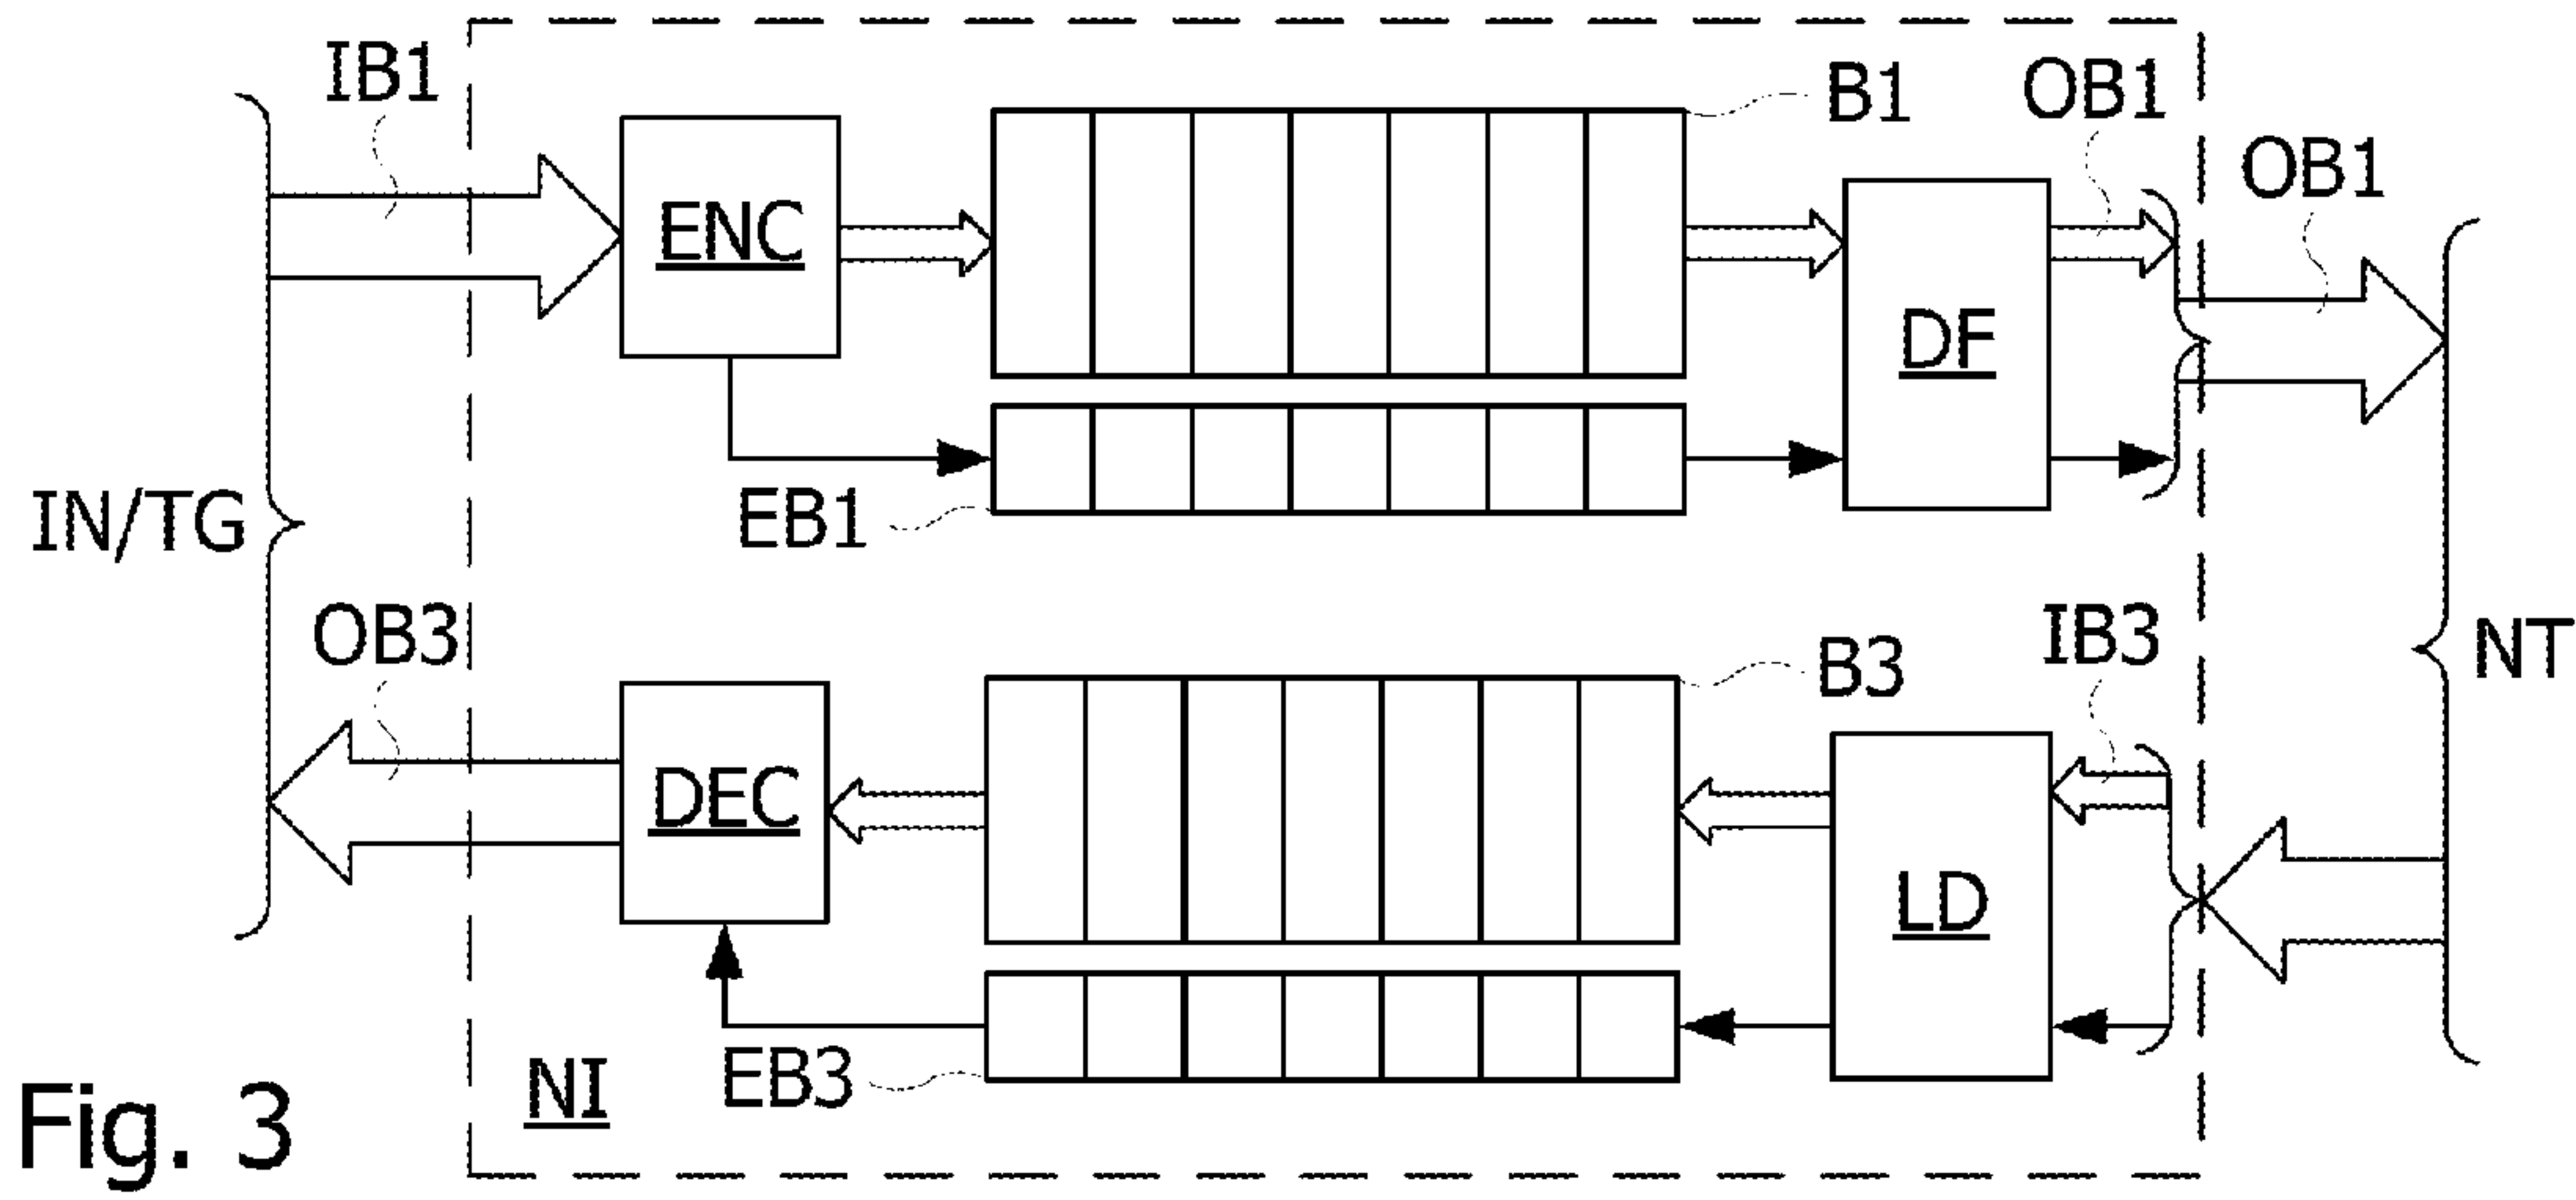 IB1
B1
OB1
OB1
ENC
DF
EB1
IN/TG
OB3
B3
IB3
NT
DEC
LD
EB3
NI
Fig. 3